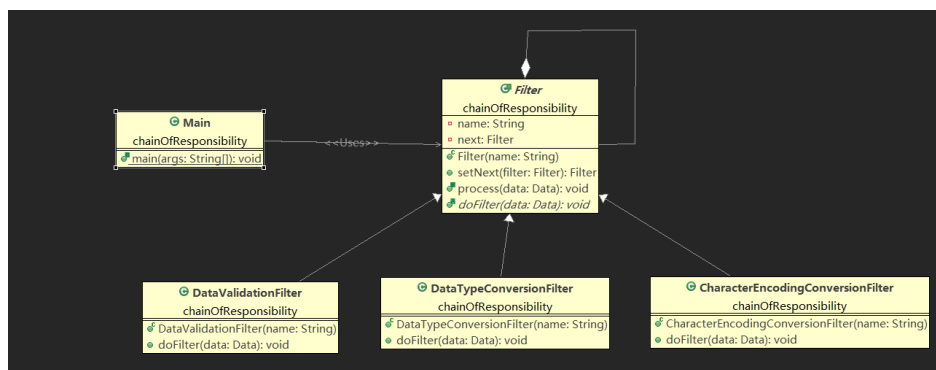 Filter
chainOfResponsibility
name: String
next: Filter
Filter(name: String)
setNext(filter: Filter): Filter
process(data: Data): void
doFilter(data: Data): void
Main
chainOfResponsibility
main(args: String[]): void
<<Uses>>
DataValidationFilter
chainOfResponsibility
DataValidationFilter(name: String)
doFilter(data: Data): void
DataTypeConversionFilter
chainOfResponsibility
DataTypeConversionFilter(name: String)
doFilter(data: Data): void
CharacterEncodingConversionFilter
chainOfResponsibility
CharacterEncodingConversionFilter(name: String)
doFilter(data: Data): void